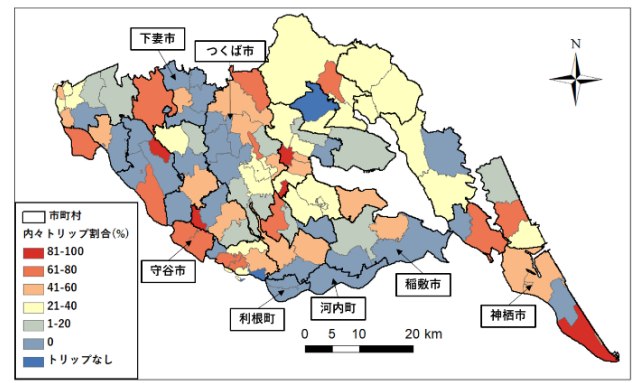 下妻市
つくば市
N
市町村
内々トリップ割合(%)
81-100
61-80
41-60
21-40
1-20
0
トリップなし
守谷市
利根町
河内町
稲敷市
神栖市
0 5 10 20 km